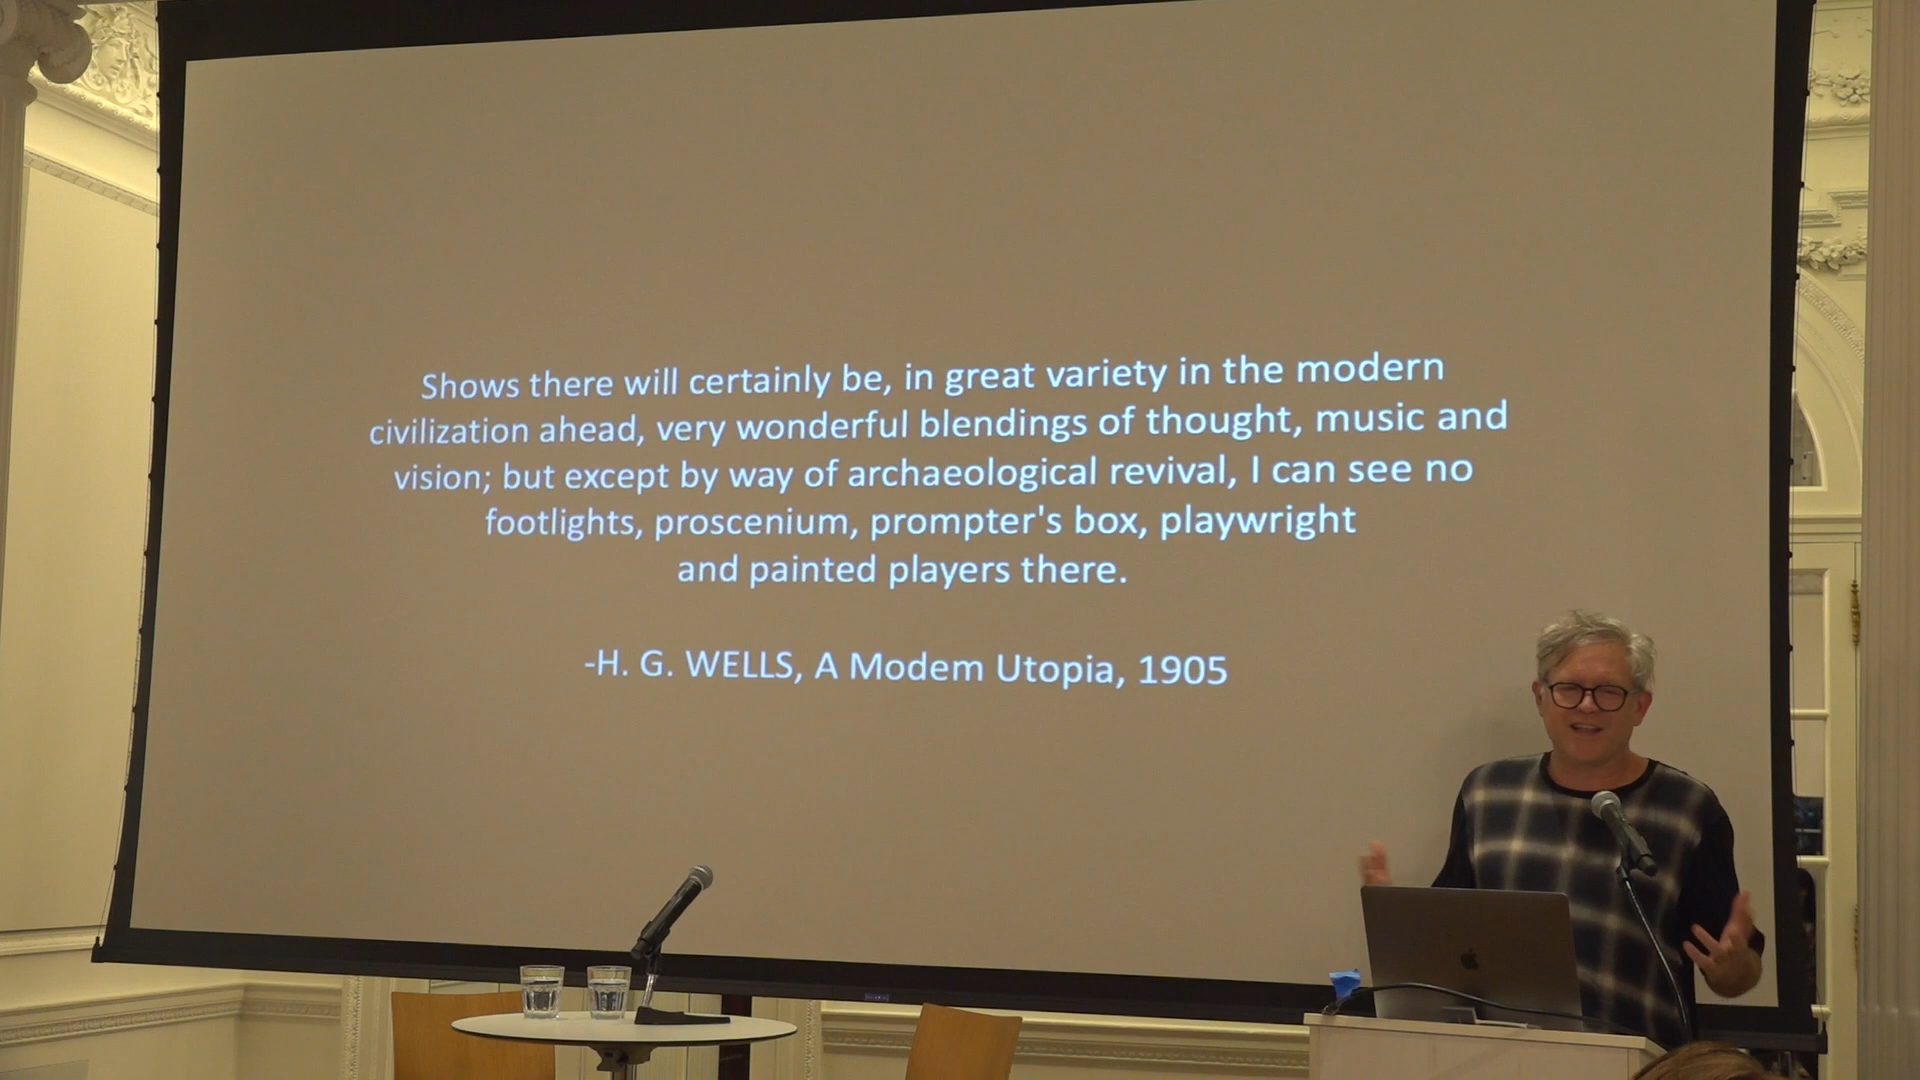 Shows there will certainly be, in great variety in the modern
civilization ahead, very wonderful blendings of thought, music and
vision; but except by way of archaeological revival, I can see no
footlights, proscenium, prompter's box, playwright
and painted players there.
-H. G. WELLS, A Modem Utopia, 1905